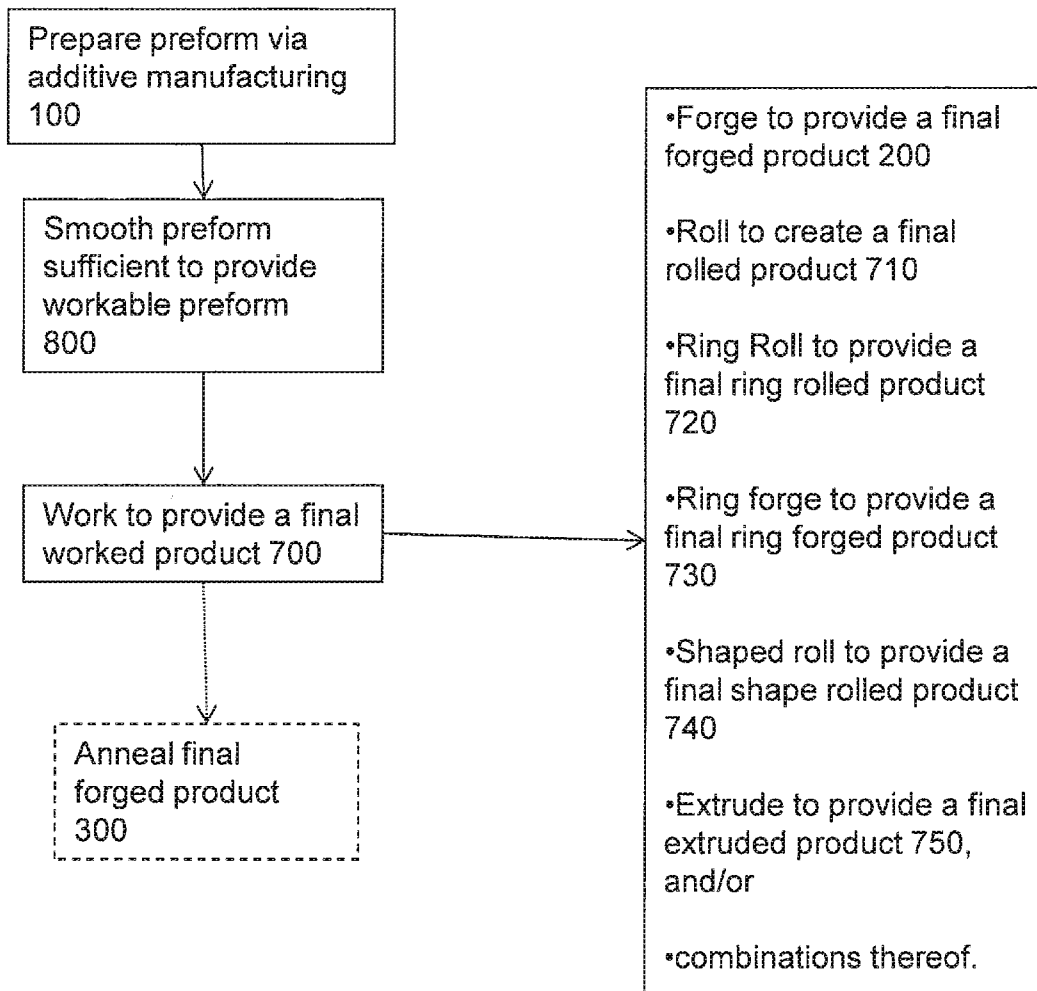 Prepare preform via
additive manufacturing
100
Smooth preform
sufficient to provide
workable preform
800
Work to provide a final
worked product 700
Anneal final
forged product
300
•Forge to provide a final
forged product 200
•Roll to create a final
rolled product 710
•Ring Roll to provide a
final ring rolled product
720
•Ring forge to provide a
final ring forged product
730
•Shaped roll to provide a
final shape rolled product
740
•Extrude to provide a final
extruded product 750,
and/or
•combinations thereof.